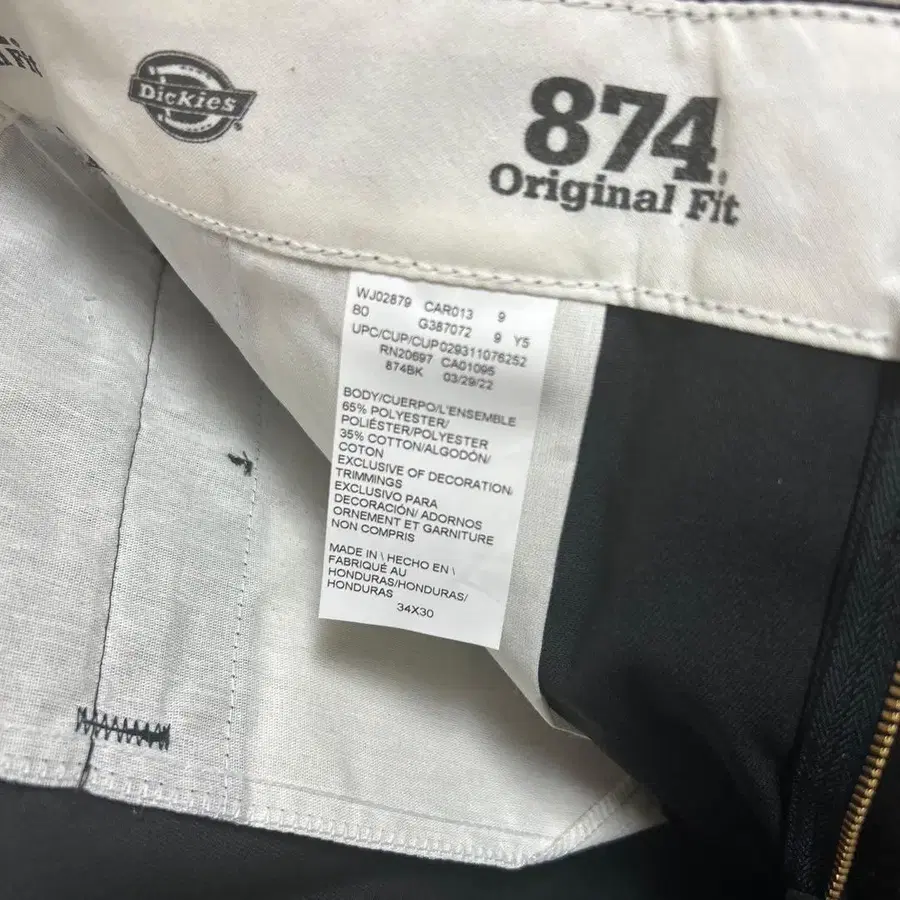 Dickies
874
Original Fit
WJ02879 CAR013 9
B0 G387072 9 Y5
UPC/CUP/CUP029311076252
RN20697 CA01095
874BK 03/29/22
BODY/CUERPO/L'ENSEMBLE
65% POLYESTER/
POLIÉSTER/POLYESTER
35% COTTON/ALGODÓN/
COTON
EXCLUSIVE OF DECORATION
TRIMMINGS
EXCLUSIVO PARA
DECORACIÓN/ ADORNOS
ORNEMENT ET GARNITURE
NON COMPRIS
MADE IN \ HECHO EN \
FABRIQUÉ AU
HONDURAS/HONDURAS/
HONDURAS
34X30